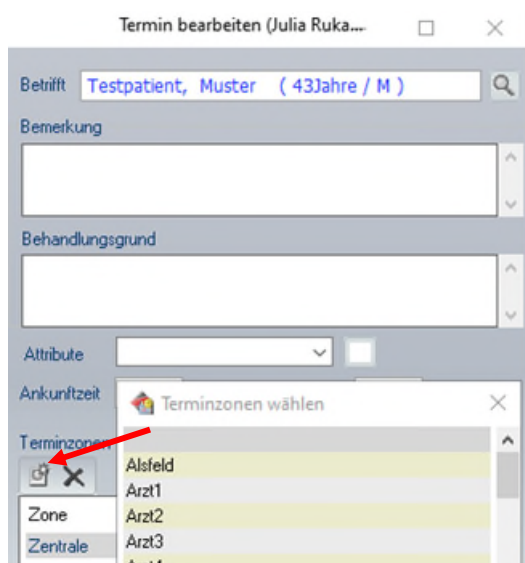 Termin bearbeiten (Julia Ruka...
Betrifft Testpatient, Muster ( 43Jahre / M )
Bemerkung
Behandlungsgrund
Attribute
Ankunftzeit
Terminzonen wählen
Terminzonen
Alsfeld
Arzt1
Zone
Arzt2
Zentrale
Arzt3